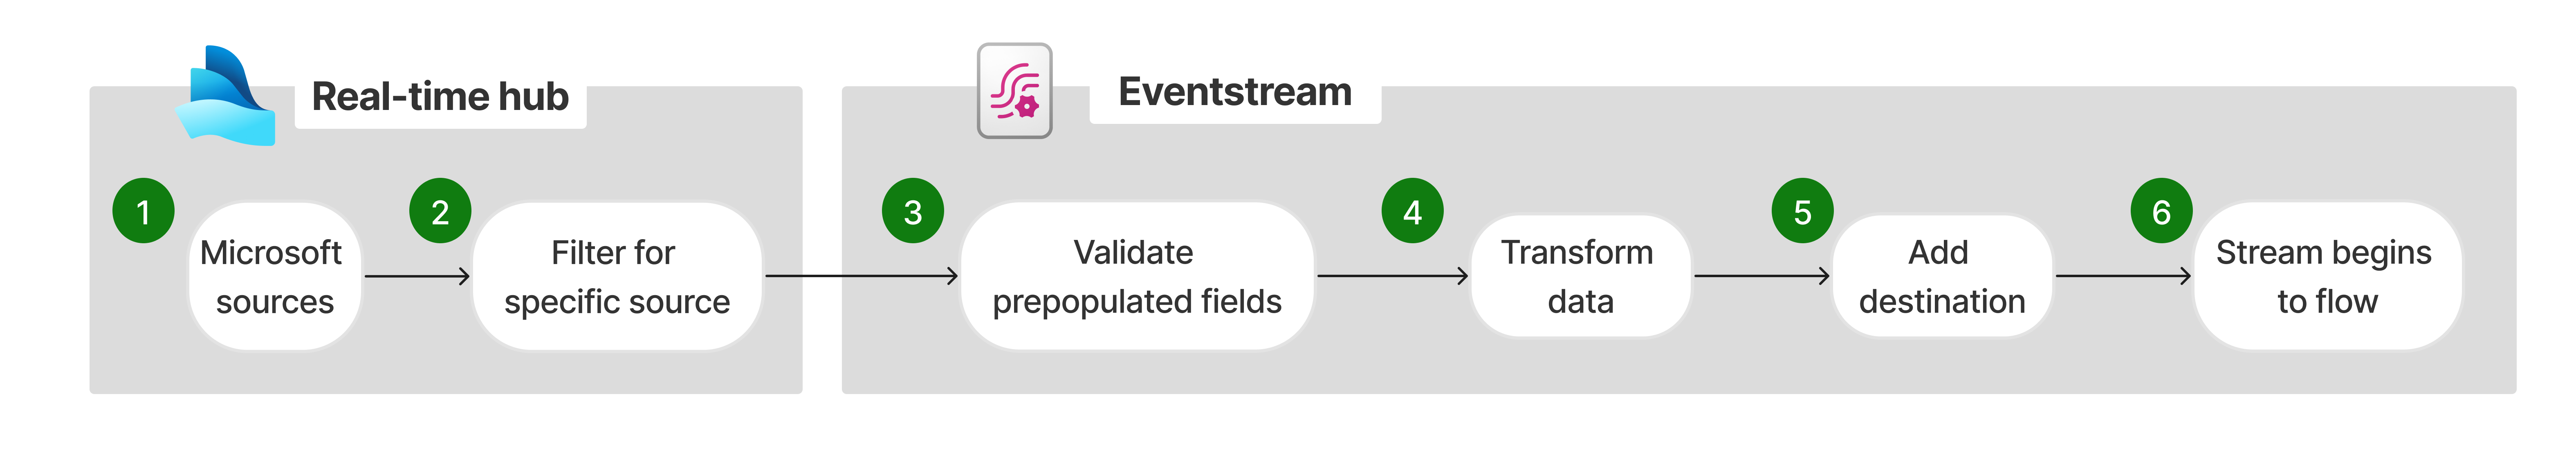 Real-time hub
Eventstream
1
Microsoft
sources
2
Filter for
specific source
3
Validate
prepopulated fields
4
Transform
data
5
Add
destination
6
Stream begins
to flow